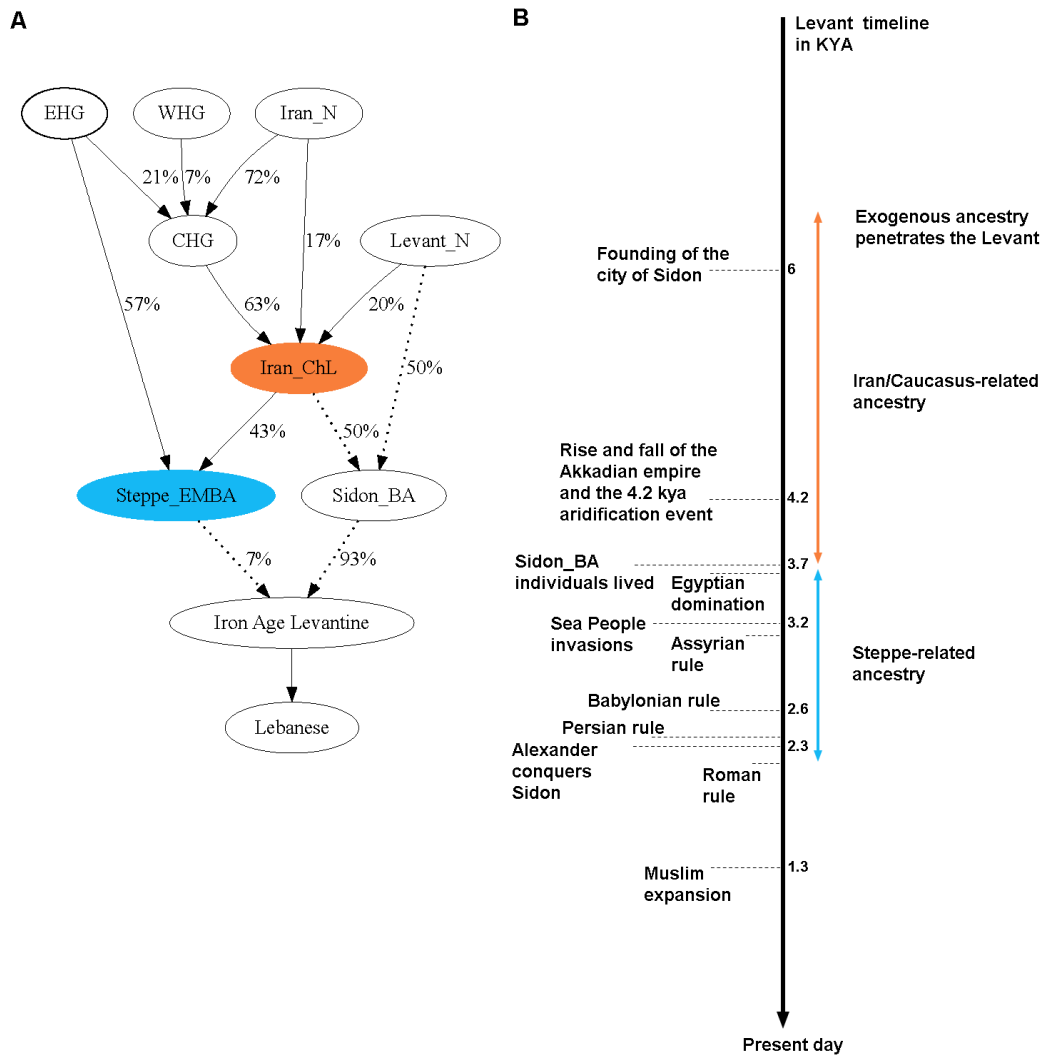 A
EHG
WHG
Iran_N
21%
7%
72%
CHG
17%
Levant_N
57%
63%
20%
Iran_ChL
50%
43%
50%
Steppe_EMBA
Sidon_BA
7%
93%
Iron Age Levantine
Lebanese
B
Levant timeline
in KYA
Exogenous ancestry
penetrates the Levant
Founding of the
city of Sidon
6
Iran/Caucasus-related
ancestry
Rise and fall of the
Akkadian empire
and the 4.2 kya
aridification event
4.2
Sidon_BA
individuals lived
3.7
Egyptian
domination
Sea People
invasions
3.2
Assyrian
rule
Steppe-related
ancestry
Babylonian rule
2.6
Persian rule
Alexander
conquers
Sidon
2.3
Roman
rule
Muslim
expansion
1.3
Present day